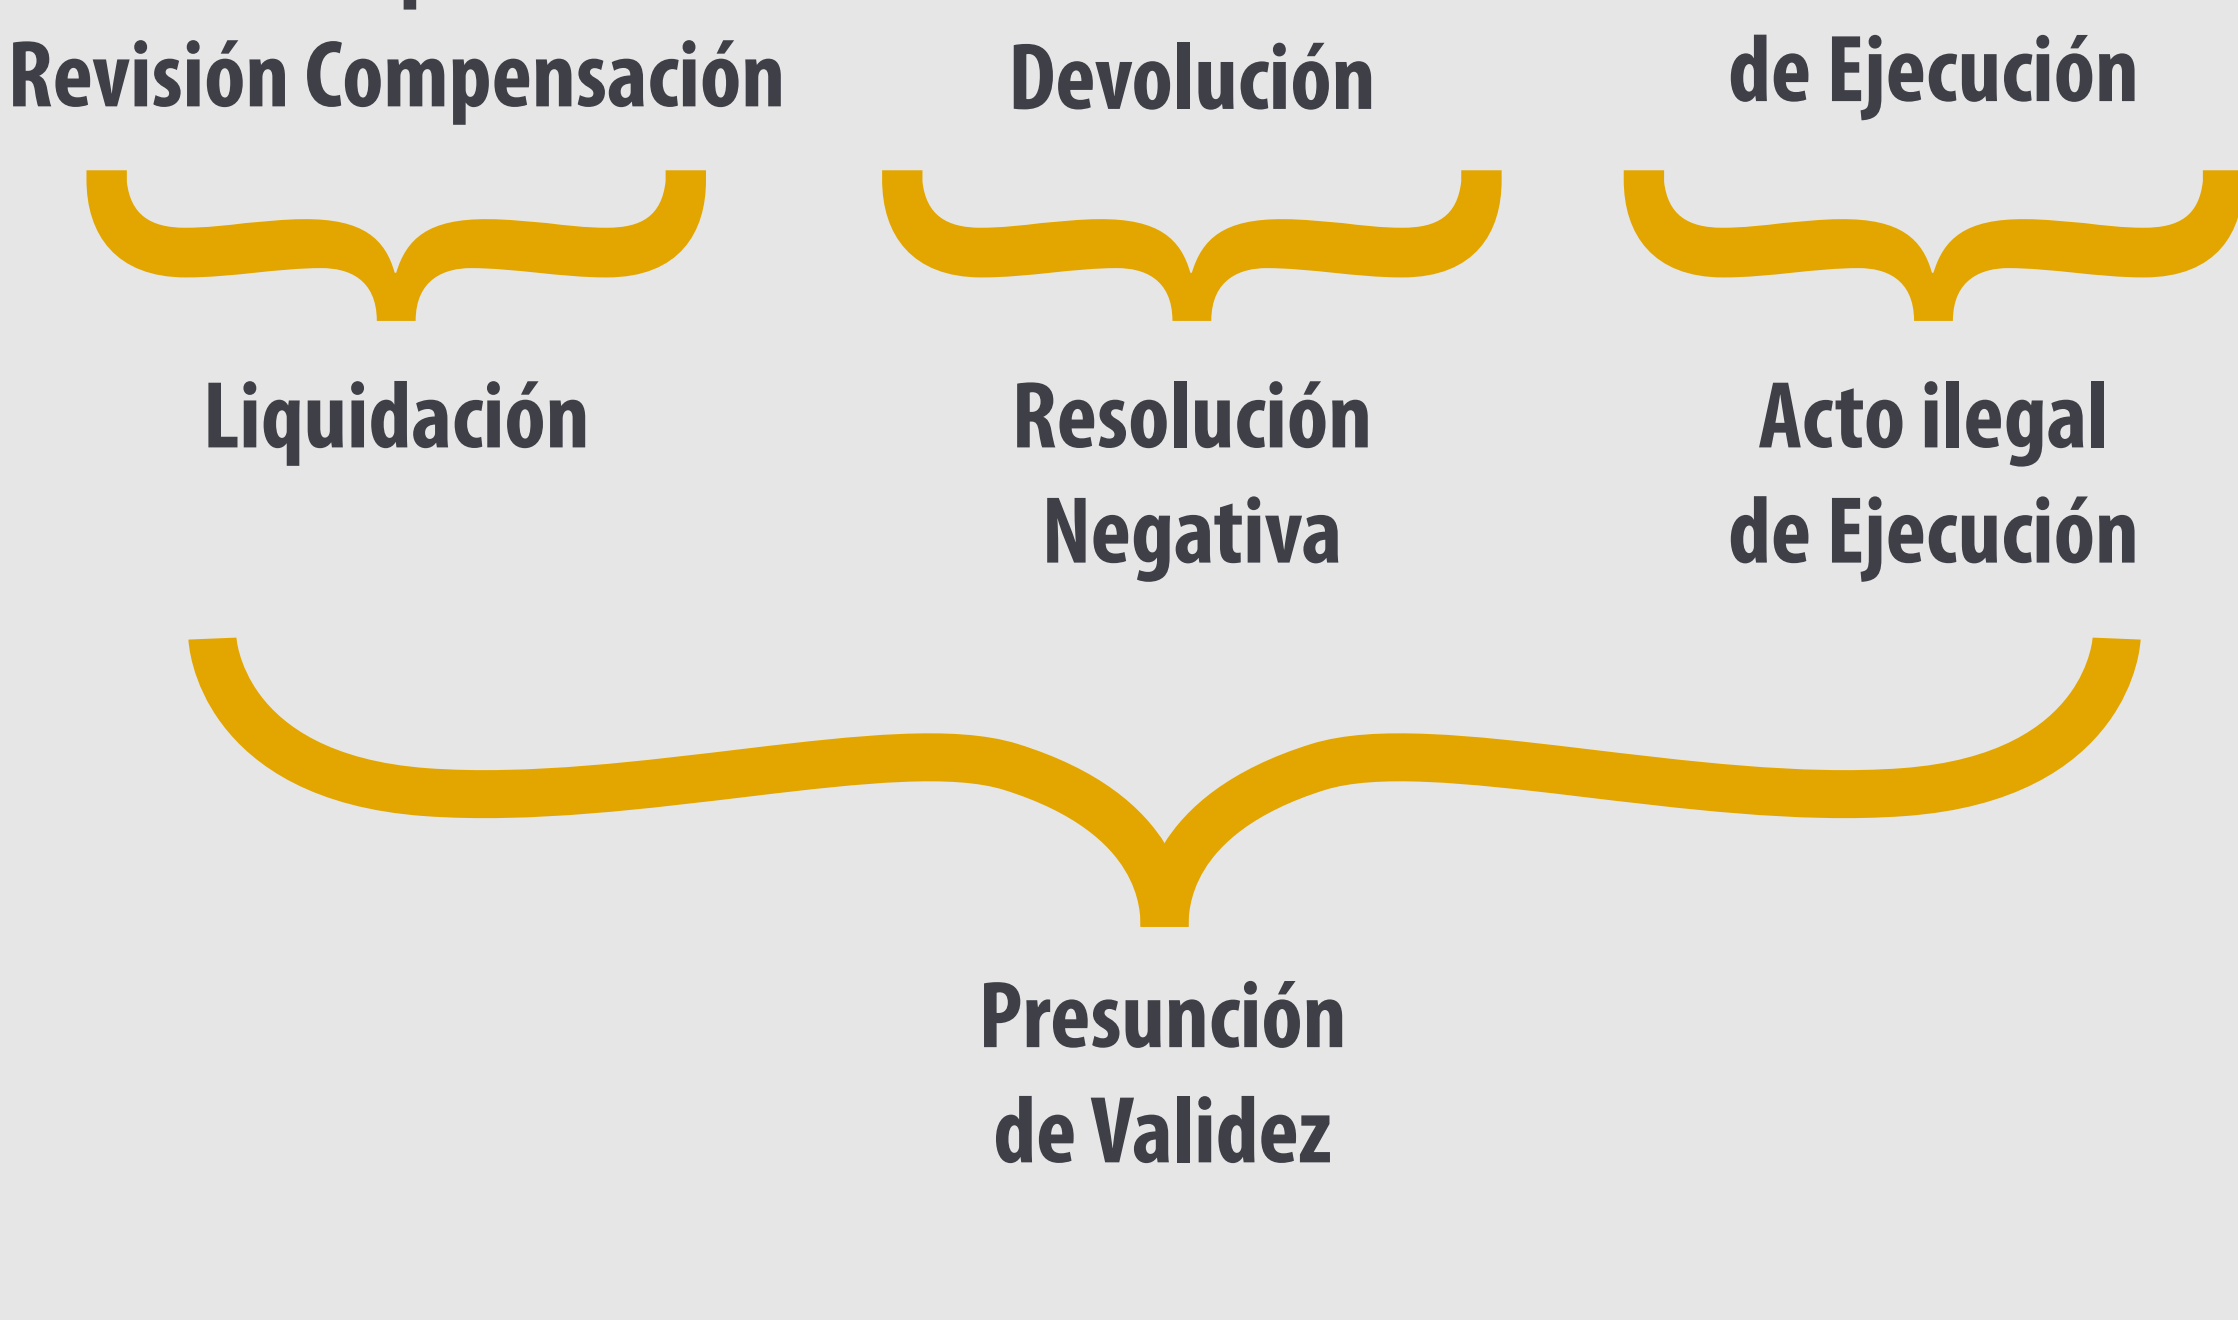 Revisión Compensación
Devolución
de Ejecución
Liquidación
Resolución
Negativa
Acto ilegal
de Ejecución
Presunción
de Validez